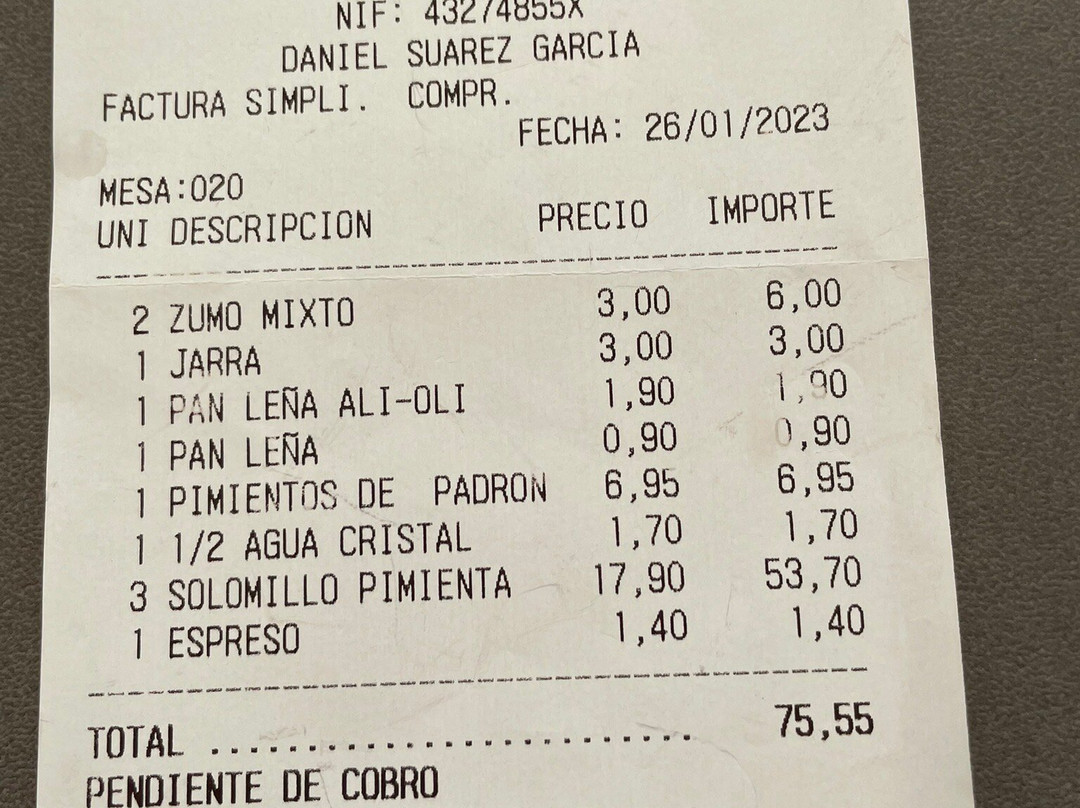 NIF: 43274855X
DANIEL SUAREZ GARCIA
FACTURA SIMPLI. COMPR.
FECHA: 26/01/2023
MESA:020
UNI DESCRIPCION PRECIO IMPORTE
2 ZUMO MIXTO 3,00 6,00
1 JARRA 3,00 3,00
1 PAN LEÑA ALI-OLI 1,90 1,90
1 PAN LEÑA 0,90 0,90
1 PIMIENTOS DE PADRON 6,95 6,95
1 1/2 AGUA CRISTAL 1,70 1,70
3 SOLOMILLO PIMIENTA 17,90 53,70
1 ESPRESO 1,40 1,40
TOTAL ......................... 75,55
PENDIENTE DE COBRO